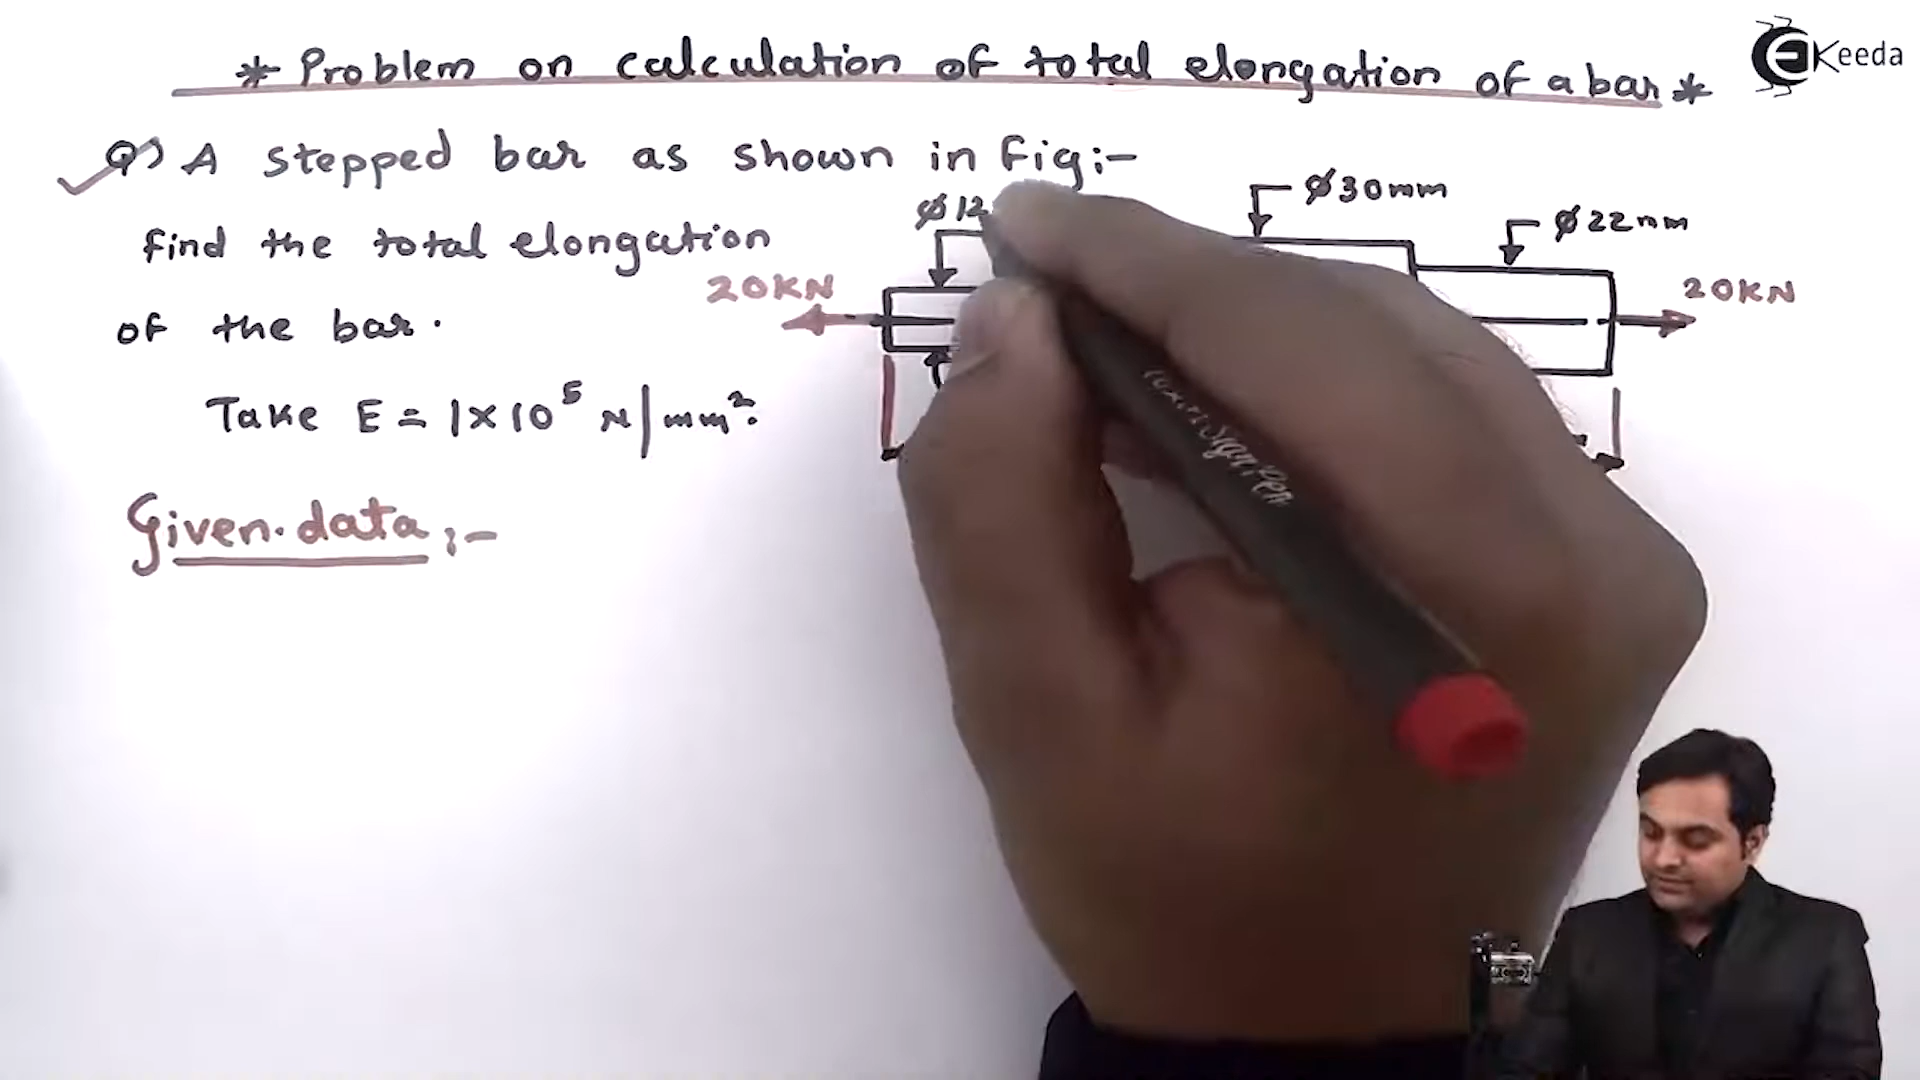 * Problem on calculation of total elongation of a bar *
Keeda
Q) A stepped bar as shown in Fig:-
Ø12
Ø30mm
Ø22mm
Find the total elongation
20KN
20KN
of the bar.
Take E = 1×10⁵ N/mm².
Given data :-